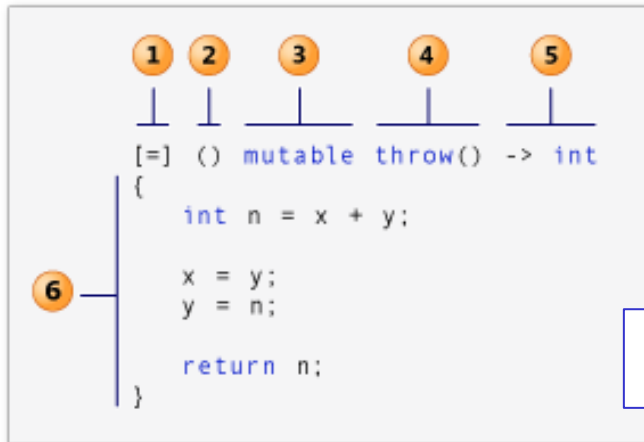 1 2 3 4 5
[=] () mutable throw() -> int
{
int n = x + y;
x = y;
y = n;
6
return n;
}